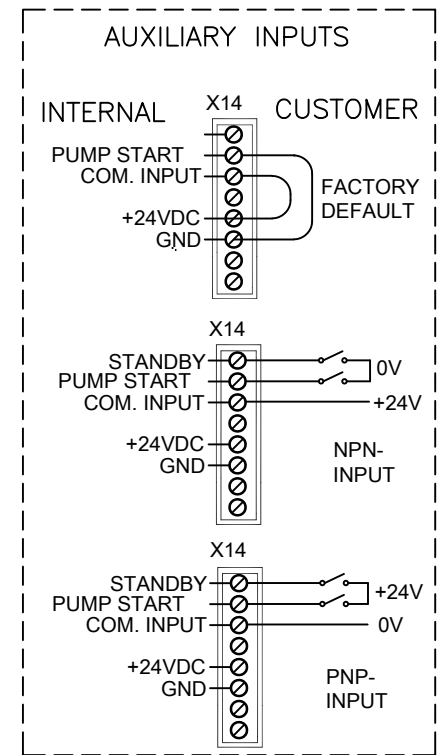 AUXILIARY INPUTS
INTERNAL X14 CUSTOMER
PUMP START
COM. INPUT
FACTORY
DEFAULT
+24VDC
GND
X14
STANDBY
0V
PUMP START
COM. INPUT +24V
+24VDC
NPN-
GND
INPUT
X14
STANDBY
+24V
PUMP START
COM. INPUT 0V
+24VDC
PNP-
GND
INPUT